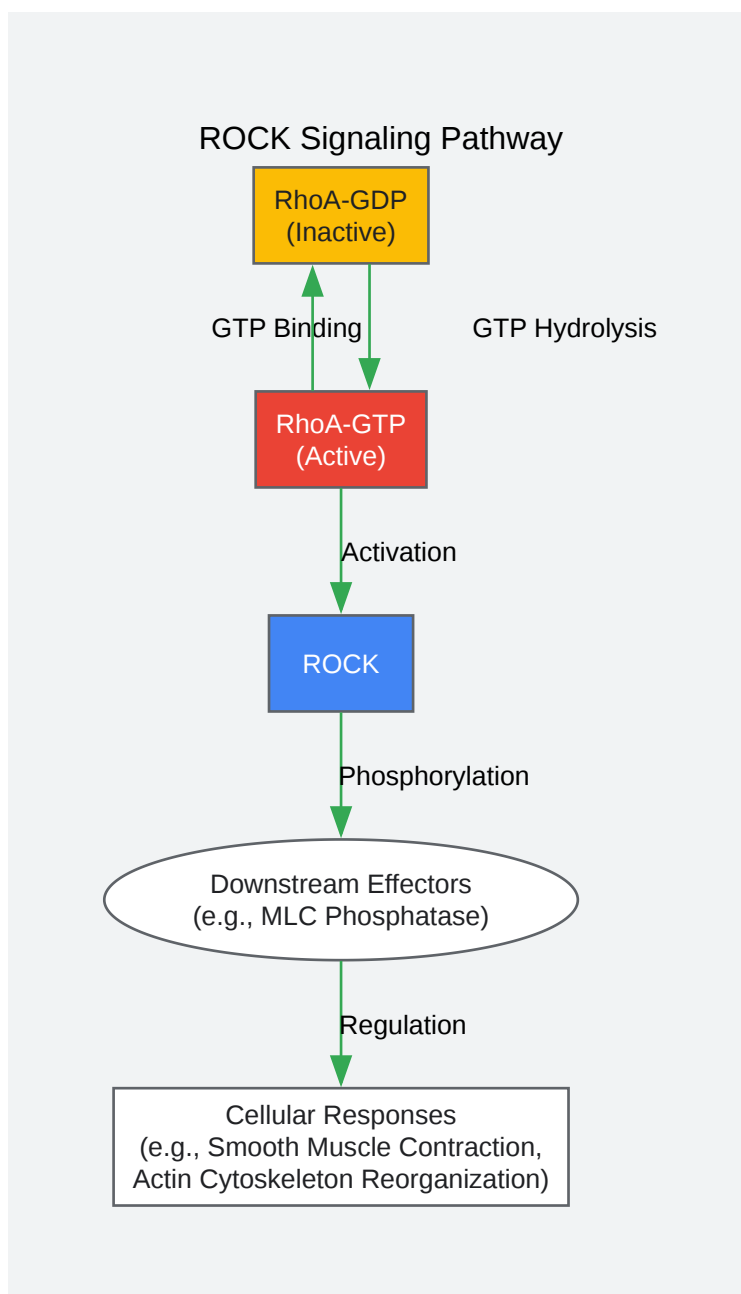 ROCK Signaling Pathway
RhoA-GDP
(Inactive)
GTP Binding
GTP Hydrolysis
RhoA-GTP
(Active)
Activation
ROCK
Phosphorylation
Downstream Effectors
(e.g., MLC Phosphatase)
Regulation
Cellular Responses
(e.g., Smooth Muscle Contraction,
Actin Cytoskeleton Reorganization)